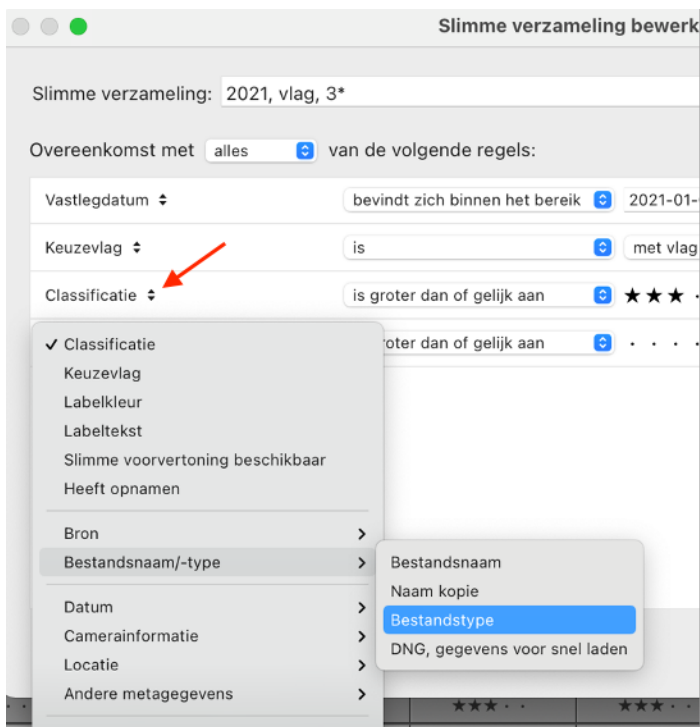 Slimme verzameling bewerk
Slimme verzameling: 2021, vlag, 3*
Overeenkomst met alles van de volgende regels:
Vastlegdatum bevindt zich binnen het bereik 2021-01-
Keuzevlag is met vlag
Classificatie is groter dan of gelijk aan ★★★ ·
roter dan of gelijk aan · · · ·
✓ Classificatie
Keuzevlag
Labelkleur
Labeltekst
Slimme voorvertoning beschikbaar
Heeft opnamen
Bron
Bestandsnaam/-type
Bestandsnaam
Naam kopie
Bestandstype
DNG, gegevens voor snel laden
Datum
Camerainformatie
Locatie
Andere metagegevens
★★★ · · ★★★ · ·